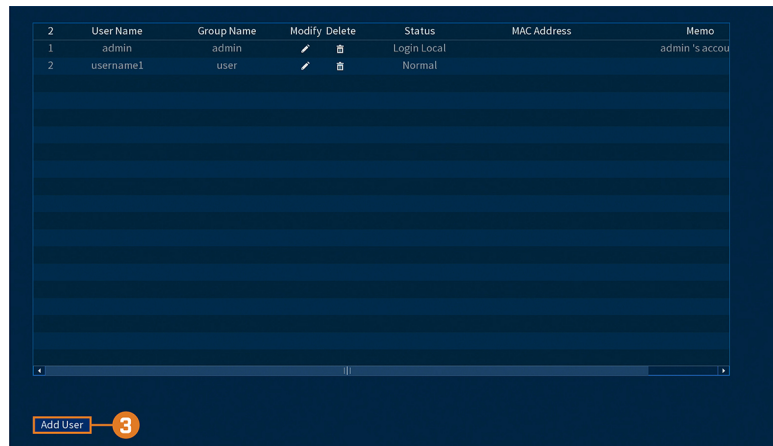 2 User Name Group Name Modify Delete Status MAC Address Memo
1 admin admin Login Local admin 's accou
2 username1 user Normal
Add User 3